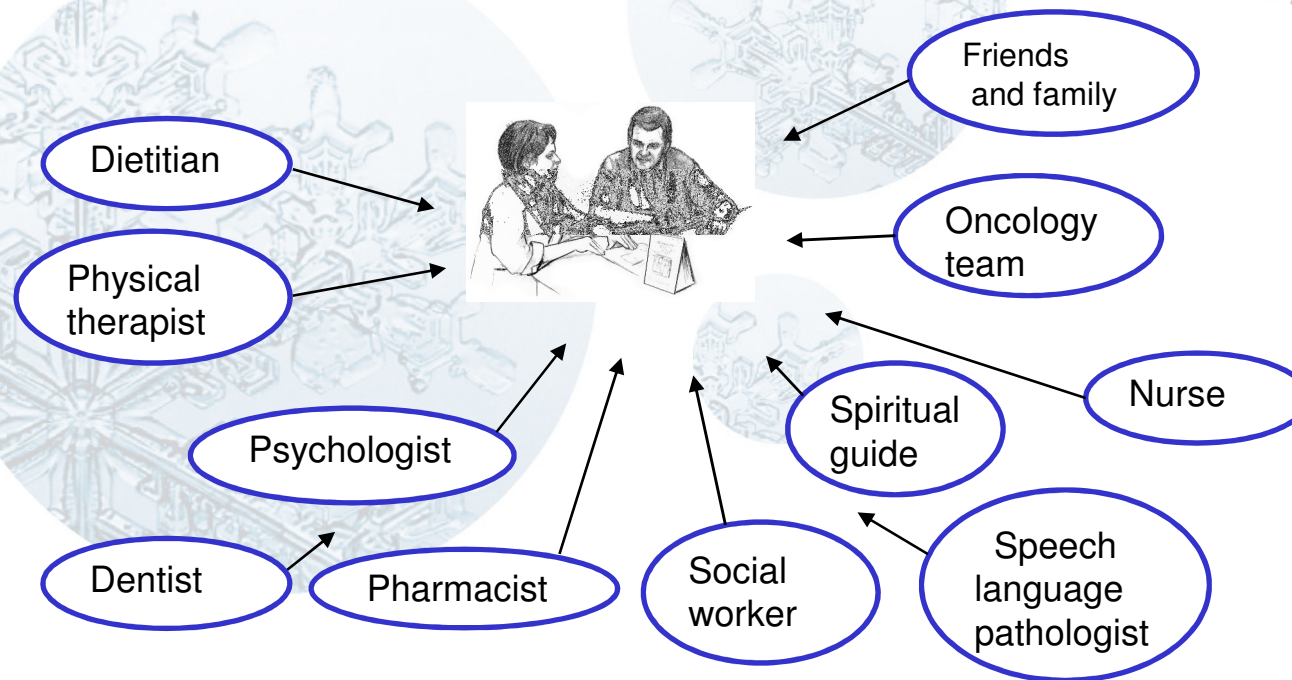 Friends
and family
Dietitian
Oncology
team
Physical
therapist
Nurse
Spiritual
guide
Psychologist
Speech
language
pathologist
Social
worker
Dentist
Pharmacist